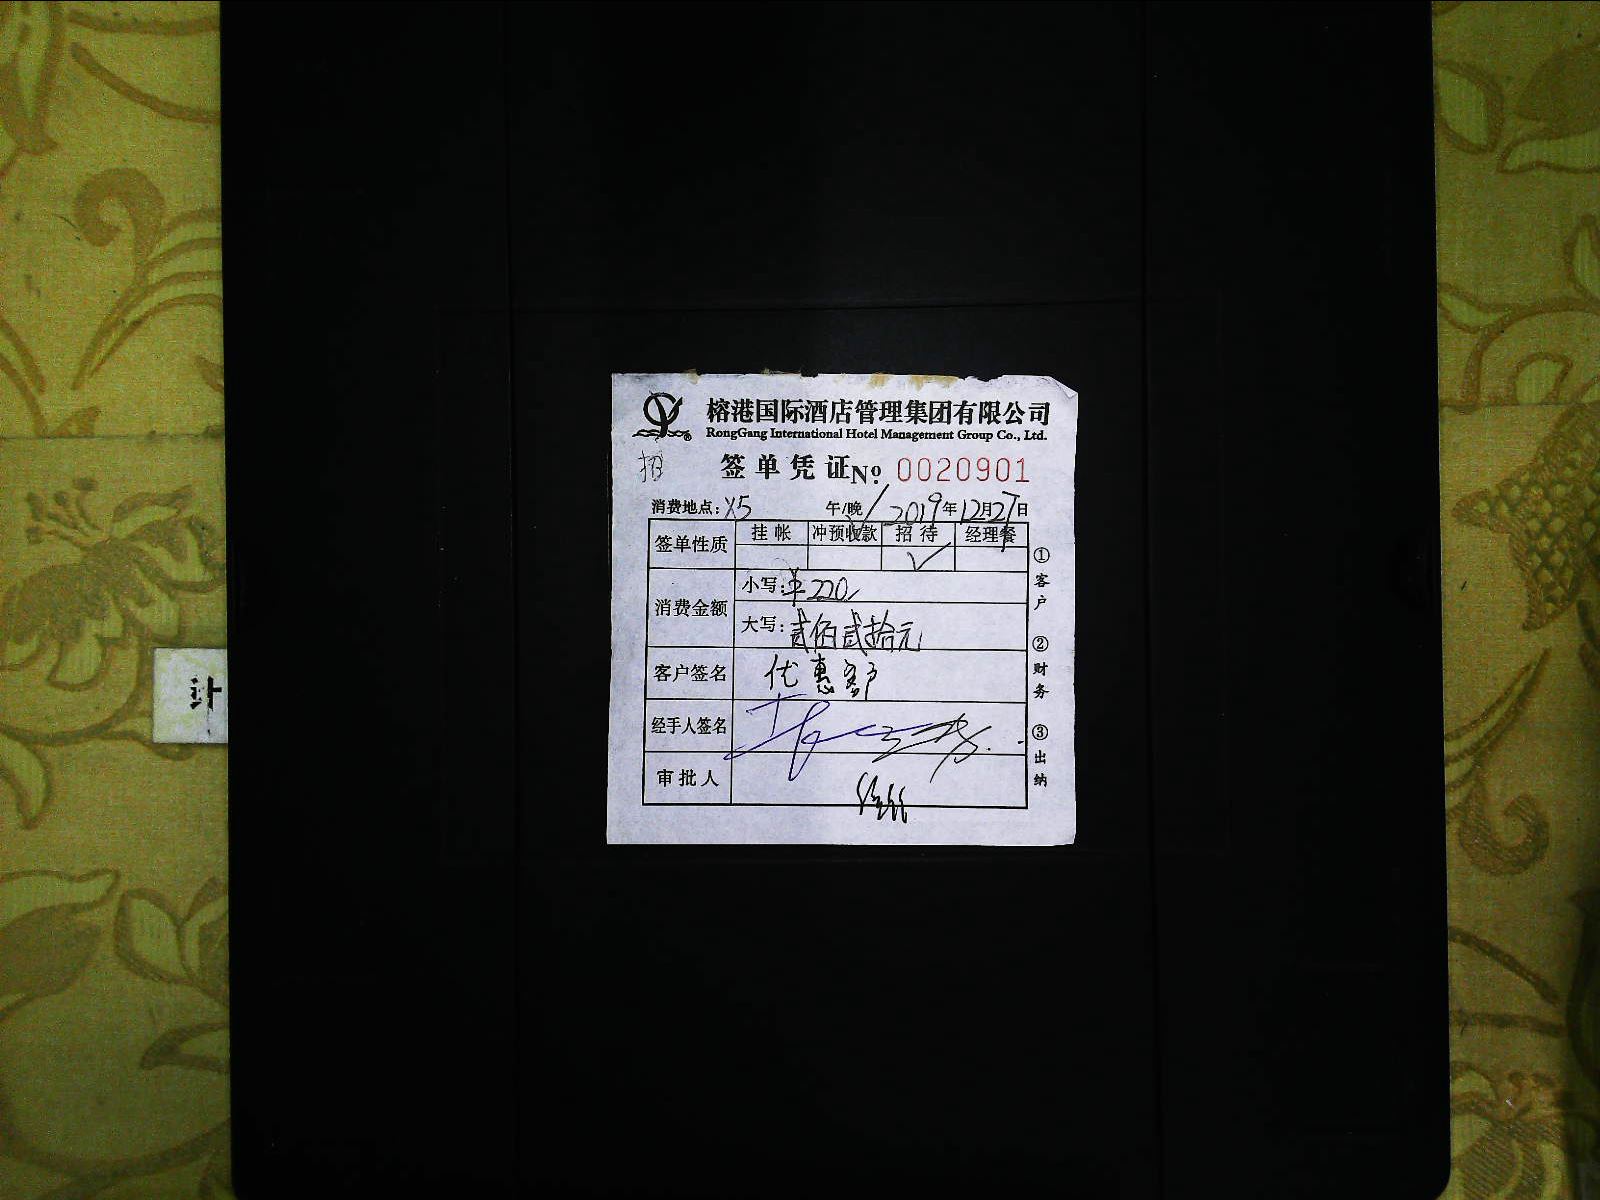 榕港国际酒店管理集团有限公司
RongGang International Hotel Management Group Co., Ltd.
招 签单凭证 № 0020901
消费地点: X5 午/晚 2019年12月27日
签单性质 挂帐 冲预收款 招待 经理餐
✓
消费金额 小写: ¥220
大写: 贰佰贰拾元
客户签名 优惠客户
经手人签名
审批人
①客户 ②财务 ③出纳
计